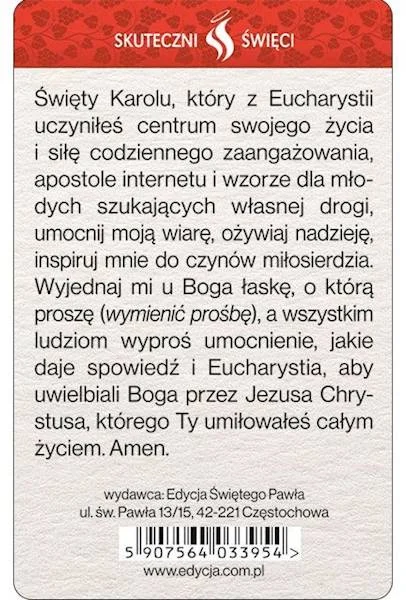 SKUTECZNI ŚWIĘCI
Święty Karolu, który z Eucharystii
uczyniłeś centrum swojego życia
i siłę codziennego zaangażowania,
apostole internetu i wzorze dla mło-
dych szukających własnej drogi,
umocnij moją wiarę, ożywiaj nadzieję,
inspiruj mnie do czynów miłosierdzia.
Wyjednaj mi u Boga łaskę, o którą
proszę (wymienić prośbę), a wszystkim
ludziom wyproś umocnienie, jakie
daje spowiedź i Eucharystia, aby
uwielbiali Boga przez Jezusa Chry-
stusa, którego Ty umiłowałeś całym
życiem. Amen.
wydawca: Edycja Świętego Pawła
ul. św. Pawła 13/15, 42-221 Częstochowa
5 907564 033954 >
www.edycja.com.pl